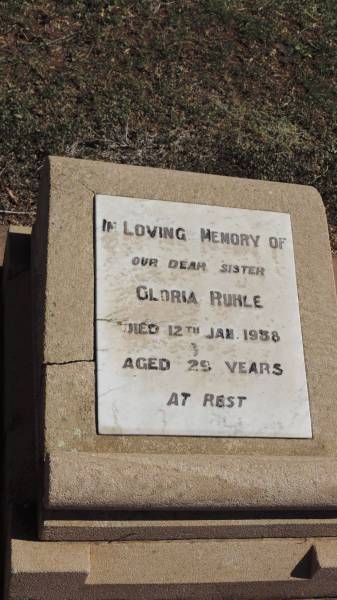 IN LOVING MEMORY OF
OUR DEAR SISTER
GLORIA RUHLE
DIED 12TH JAN. 1958
AGED 29 YEARS
AT REST